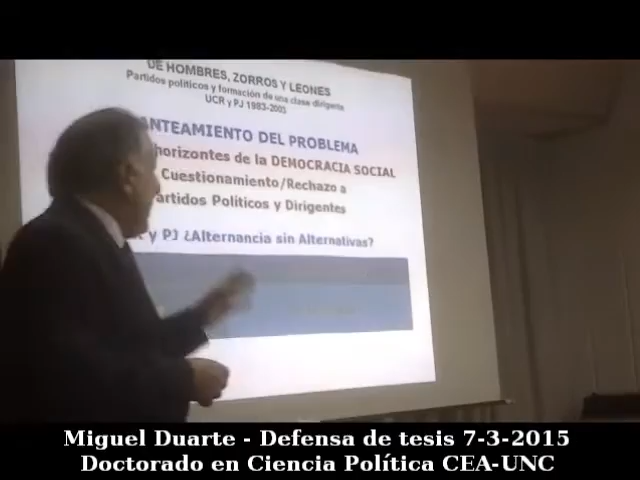 DE HOMBRES, ZORROS Y LEONES
Partidos políticos y formación de una clase dirigente
UCR y PJ 1983-2003
ANTEAMIENTO DEL PROBLEMA
horizontes de la DEMOCRACIA SOCIAL
Cuestionamiento/Rechazo a
artidos Políticos y Dirigentes
y PJ ¿Alternancia sin Alternativas?
Miguel Duarte - Defensa de tesis 7-3-2015
Doctorado en Ciencia Política CEA-UNC